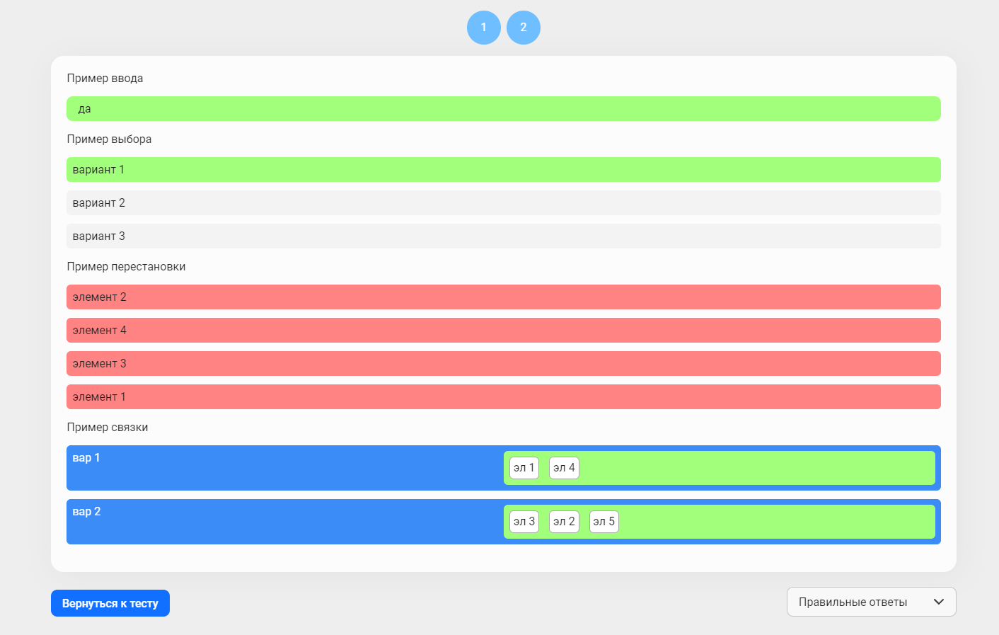 1 2
Пример ввода
да
Пример выбора
вариант 1
вариант 2
вариант 3
Пример перестановки
элемент 2
элемент 4
элемент 3
элемент 1
Пример связки
вар 1 эл 1 эл 4
вар 2 эл 3 эл 2 эл 5
Вернуться к тесту Правильные ответы